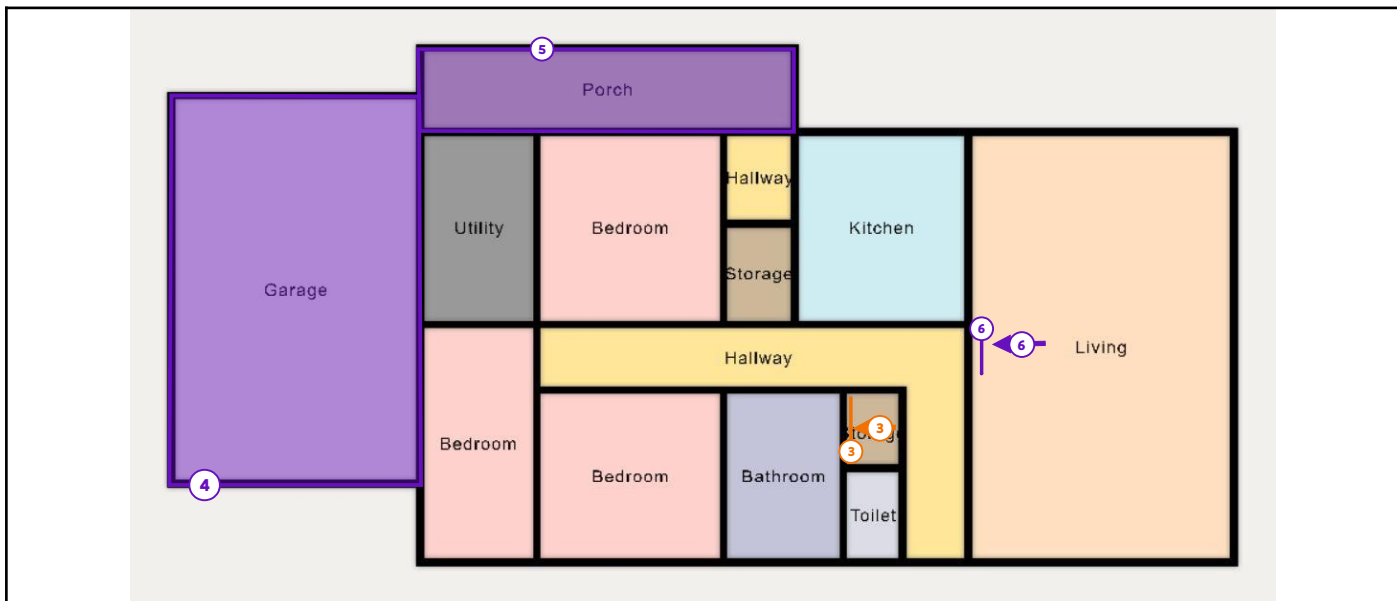 5
Porch
Hallway
Utility
Bedroom
Kitchen
Storage
Garage
6
6
Living
Hallway
3
Storage
Bedroom
3
Bedroom
Bathroom
4
Toilet